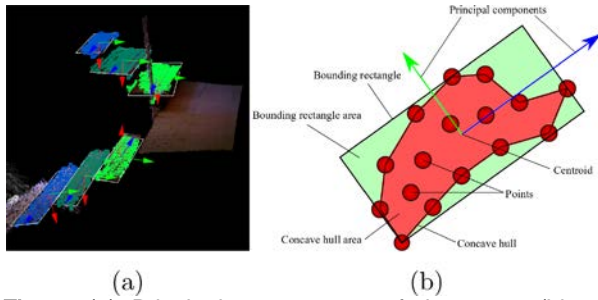 Principal components
Bounding rectangle
Bounding rectangle area
Centroid
Points
Concave hull area
Concave hull
(a)
(b)